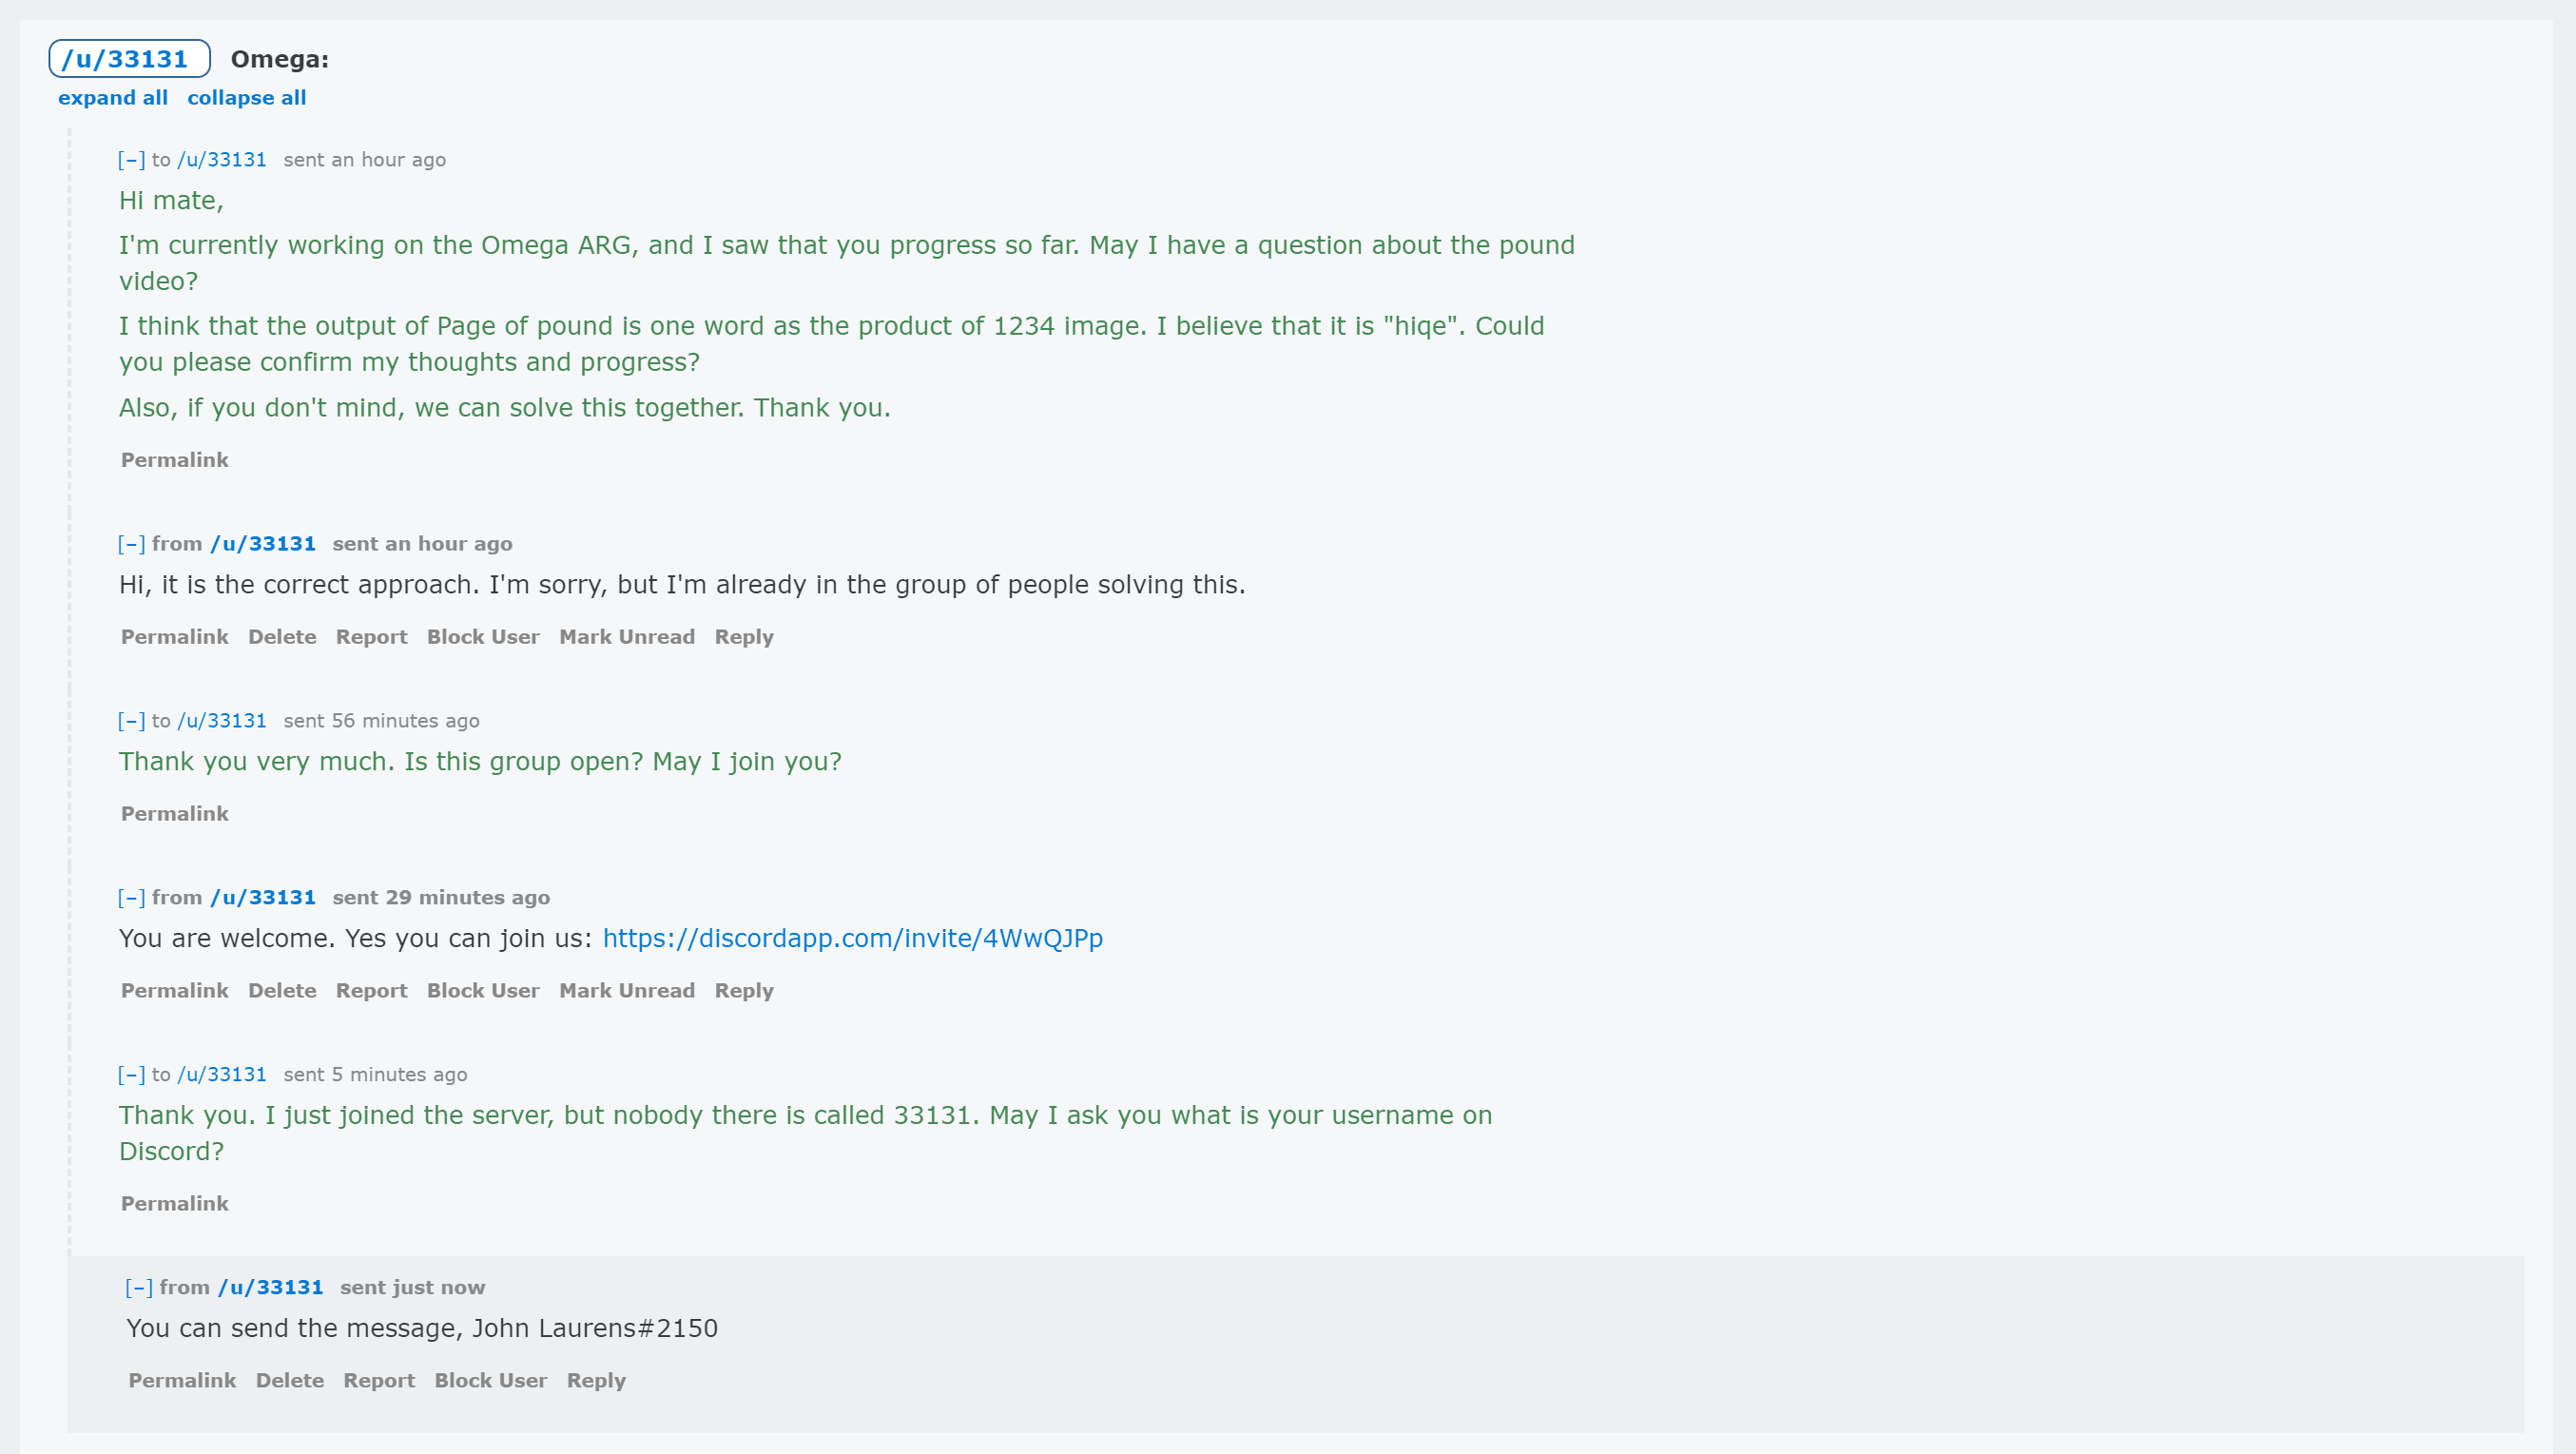 /u/33131 Omega:
expand all collapse all
[–] to /u/33131 sent an hour ago
Hi mate,
I'm currently working on the Omega ARG, and I saw that you progress so far. May I have a question about the pound
video?
I think that the output of Page of pound is one word as the product of 1234 image. I believe that it is "hiqe". Could
you please confirm my thoughts and progress?
Also, if you don't mind, we can solve this together. Thank you.
Permalink
[–] from /u/33131 sent an hour ago
Hi, it is the correct approach. I'm sorry, but I'm already in the group of people solving this.
Permalink Delete Report Block User Mark Unread Reply
[–] to /u/33131 sent 56 minutes ago
Thank you very much. Is this group open? May I join you?
Permalink
[–] from /u/33131 sent 29 minutes ago
You are welcome. Yes you can join us: https://discordapp.com/invite/4WwQJPp
Permalink Delete Report Block User Mark Unread Reply
[–] to /u/33131 sent 5 minutes ago
Thank you. I just joined the server, but nobody there is called 33131. May I ask you what is your username on
Discord?
Permalink
[–] from /u/33131 sent just now
You can send the message, John Laurens#2150
Permalink Delete Report Block User Reply